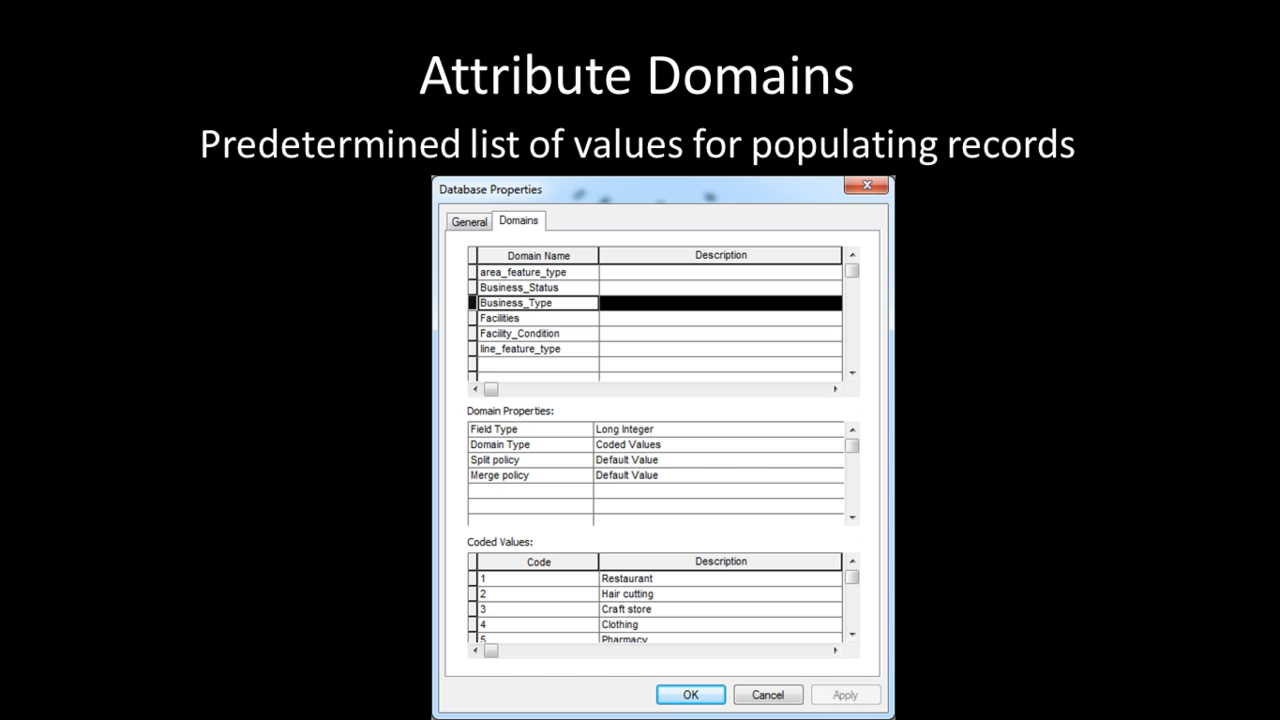 Attribute Domains
Predetermined list of values for populating records
Database Properties
General Domains
Domain Name Description
area_feature_type
Business_Status
Business_Type
Facilities
Facility_Condition
line_feature_type
Domain Properties:
Field Type Long Integer
Domain Type Coded Values
Split policy Default Value
Merge policy Default Value
Coded Values:
Code Description
1 Restaurant
2 Hair cutting
3 Craft store
4 Clothing
5 Pharmacy
OK Cancel Apply